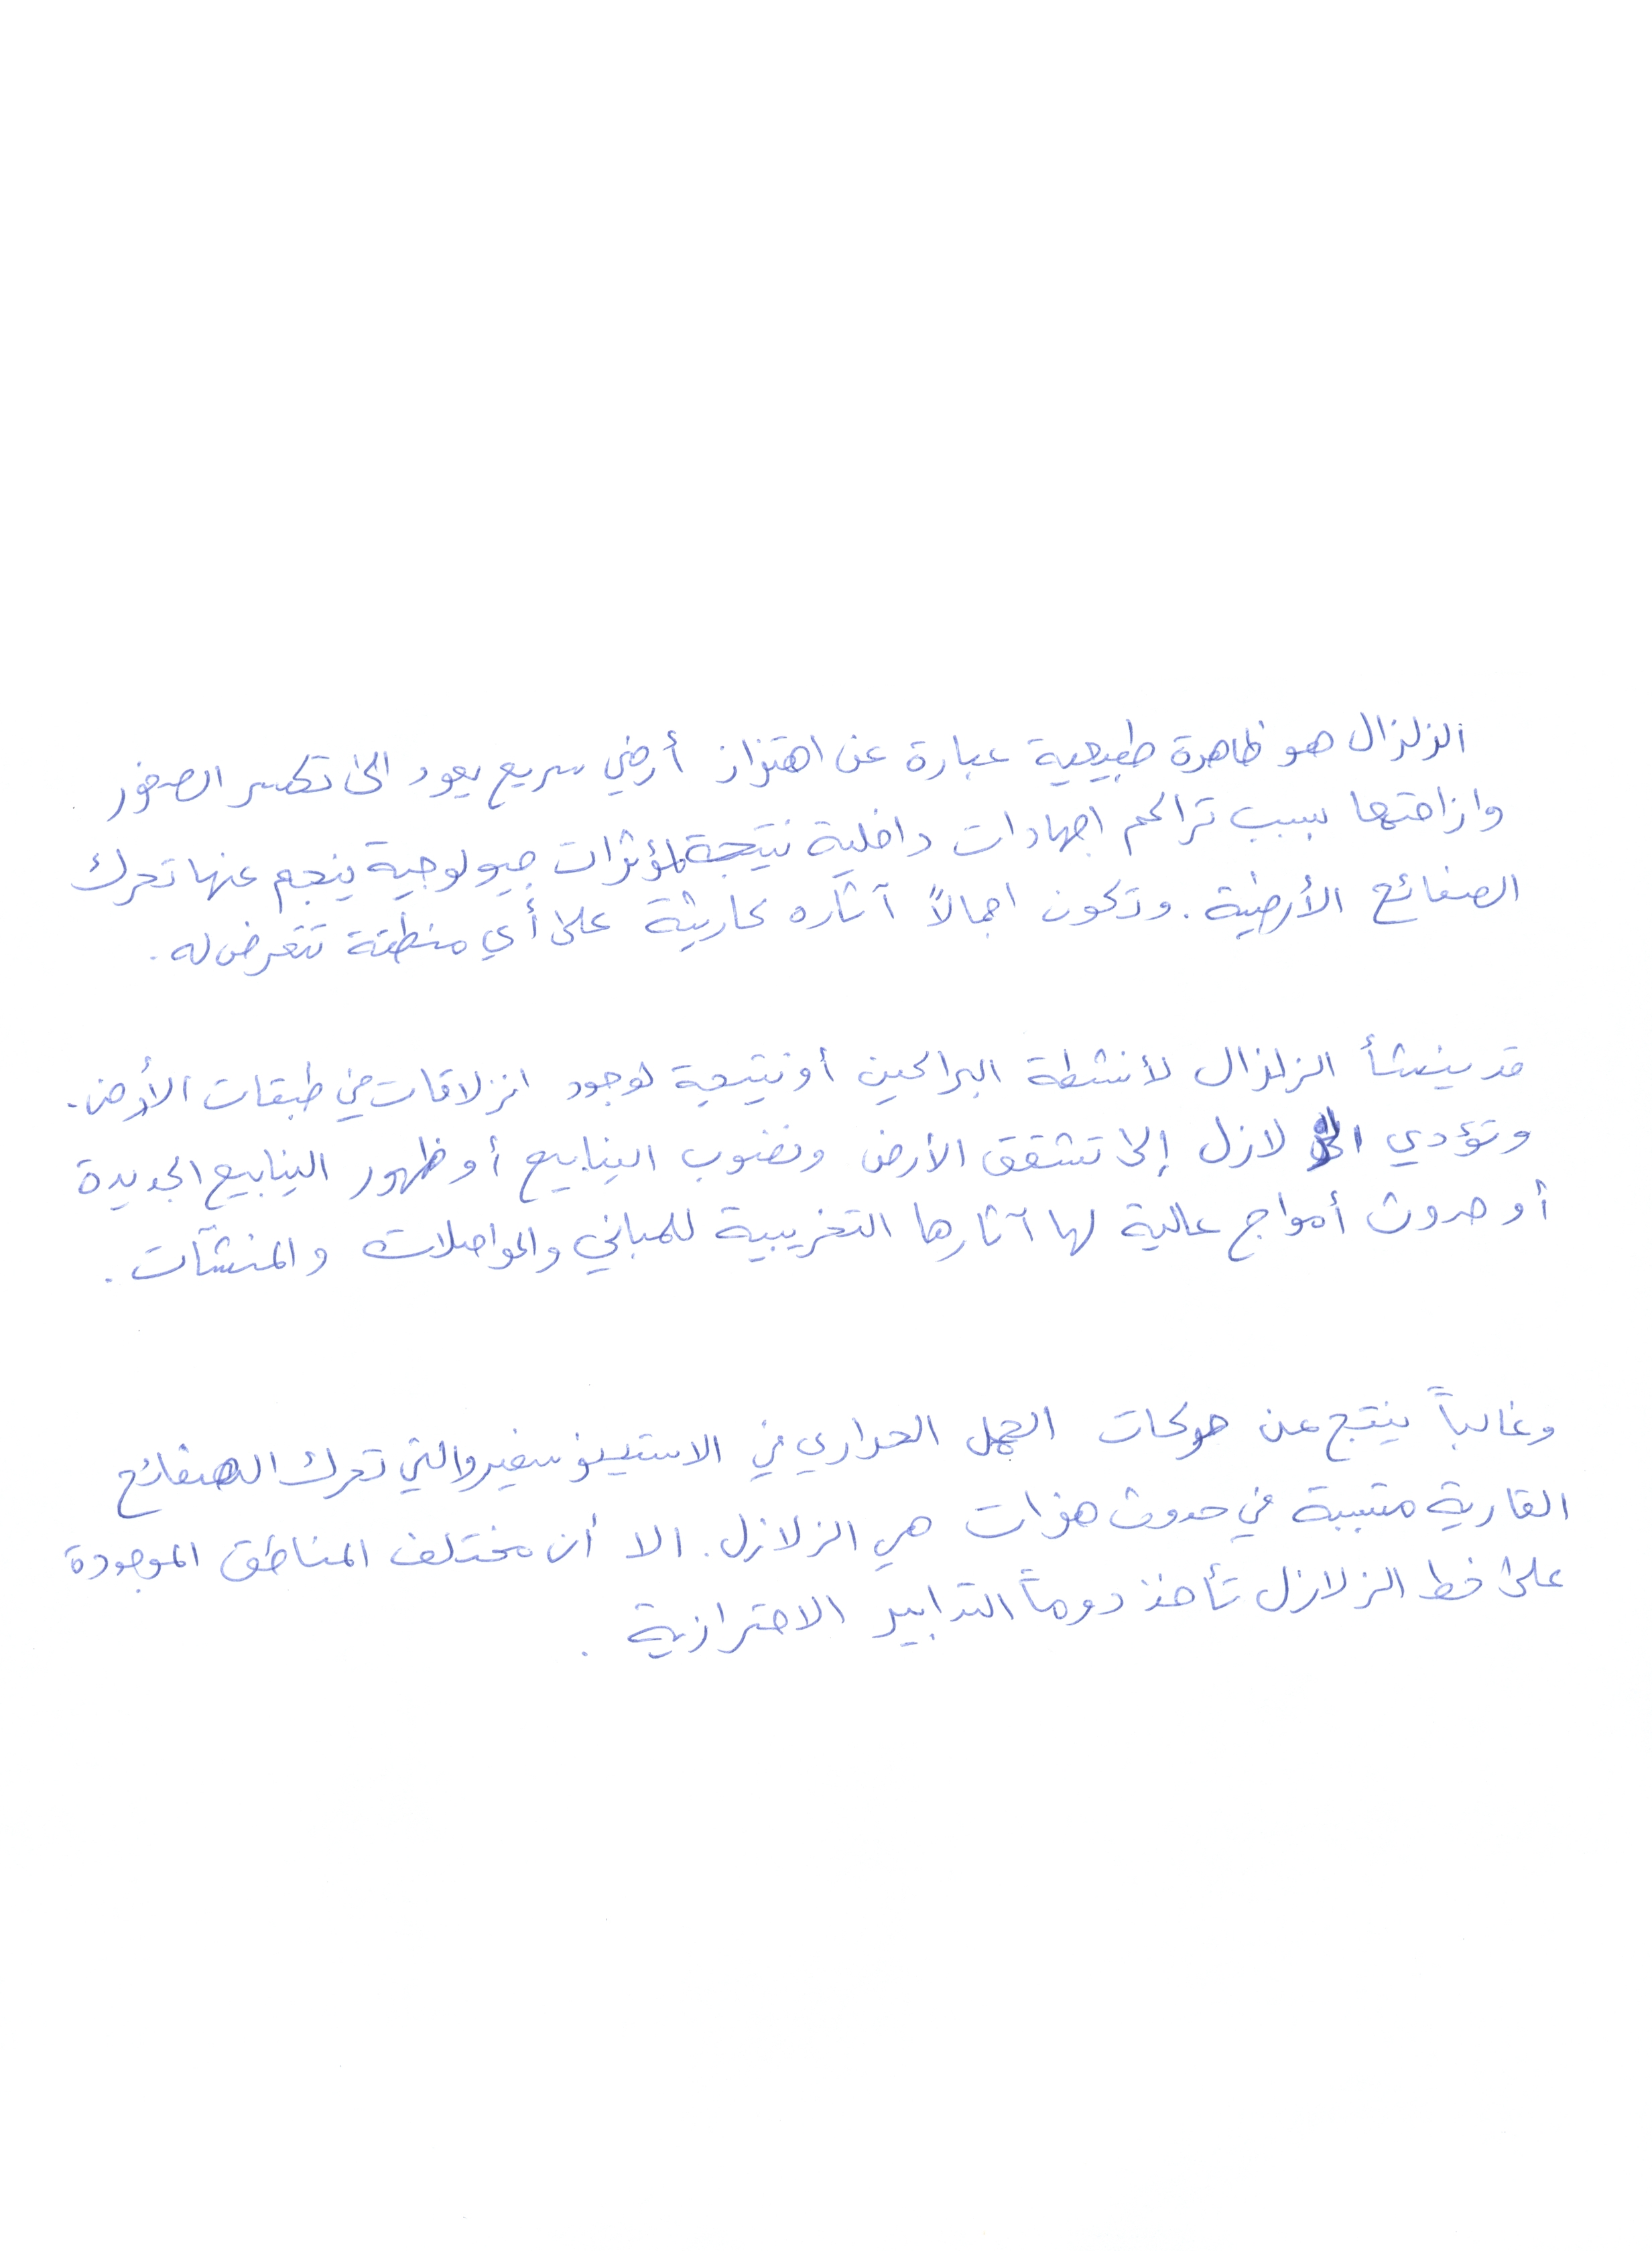 الزلزال هو ظاهرة طبيعية عبارة عن اهتزاز أرضي سريع يعود الى تكسر الصخور
وازاحتها بسبب تراكم اجهادات داخلية نتيجة لمؤثرات جيولوجية ينجم عنها تحرك
الصفائح الأرضية. وتكون اجمالاً آثاره كارثية على أي منطقة تتعرض له.
قد ينشأ الزلزال لأنشطة البراكين أو نتيجة لوجود انزلاقات في طبقات الأرض.
وتؤدي الزلازل إلى تشقق الأرض ونضوب الينابيع أو ظهور الينابيع الجديدة
أو حدوث أمواج عالية لها آثارها التخريبية للمباني والمواصلات والمنشآت.
وغالباً ينتج عن حركات الحمل الحراري في الاستينوسفير والتي تحرك الصفائح
القارية متسببة في حدوث هزات هي الزلازل. الا أن مختلف المناطق الموجودة
على خط الزلازل تأخذ دوماً التدابير الاحترازية.